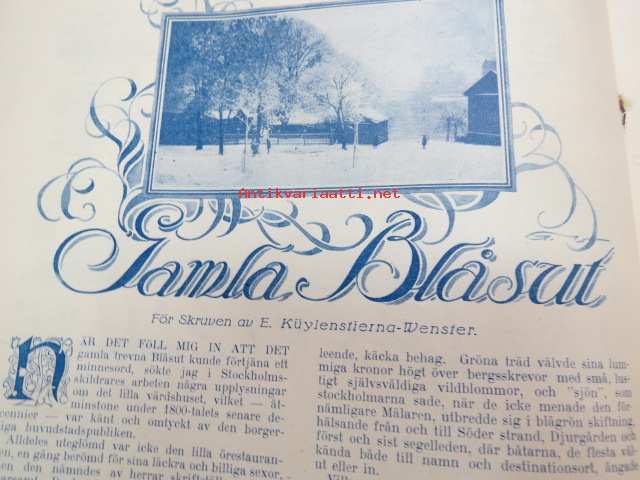 Antikvariaatti.net
Gamla Blåsut
För Skruven av E. Küylenstierna-Wenster.
NÄR DET FÖLL MIG IN ATT DET
gamla trevna Blåsut kunde förtjäna ett
minnesord, sökte jag i Stockholms-
skildrares arbeten några upplysningar
om det lilla värdshuset, vilket — åt-
minstone under 1800-talets senare de-
cennier — var känt och omtyckt av den borger-
iga huvudstadspubliken.
Alldeles uteglömd var icke den lilla örestauran-
en, en gång berömd för sina läckra och billiga sexor,
en den nämndes av herrar
leende, käcka behag. Gröna träd välvde sina lum-
miga kronor högt över bergsskrevor med små, lus-
tigt självsväldiga vildblommor, och "sjön", som
stockholmarna sade, när de icke menade den för-
nämligare Mälaren, utbredde sig i blågrön skiftning,
hälsande från och till Söder strand, Djurgården och
först och sist segelleden, där båtarna, de flesta väl
kända både till namn och destinationsort, ångade
ut eller in.